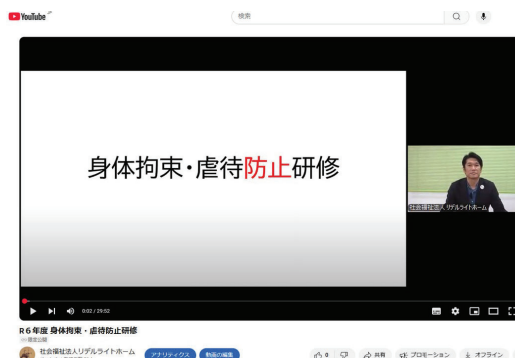 YouTube JP
検索
身体拘束・虐待防止研修
社会福祉法人リデルライトホーム
0:02 / 29:52
R６年度 身体拘束・虐待防止研修
限定公開
社会福祉法人リデルライトホーム
アナリティクス
動画の編集
0
共有
プロモーション
オフライン